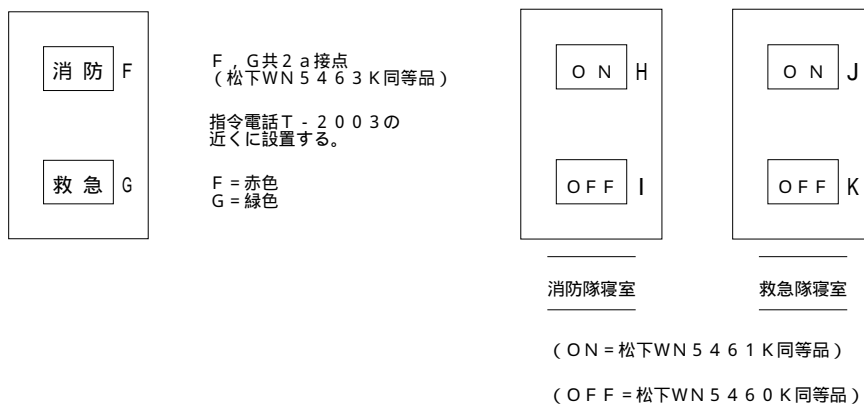 消防 F
救急 G
F,G共2a接点
(松下WN5463K同等品)
指令電話T-2003の
近くに設置する。
F=赤色
G=緑色
ON H
OFF I
消防隊寝室
ON J
OFF K
救急隊寝室
(ON=松下WN5461K同等品)
(OFF=松下WN5460K同等品)